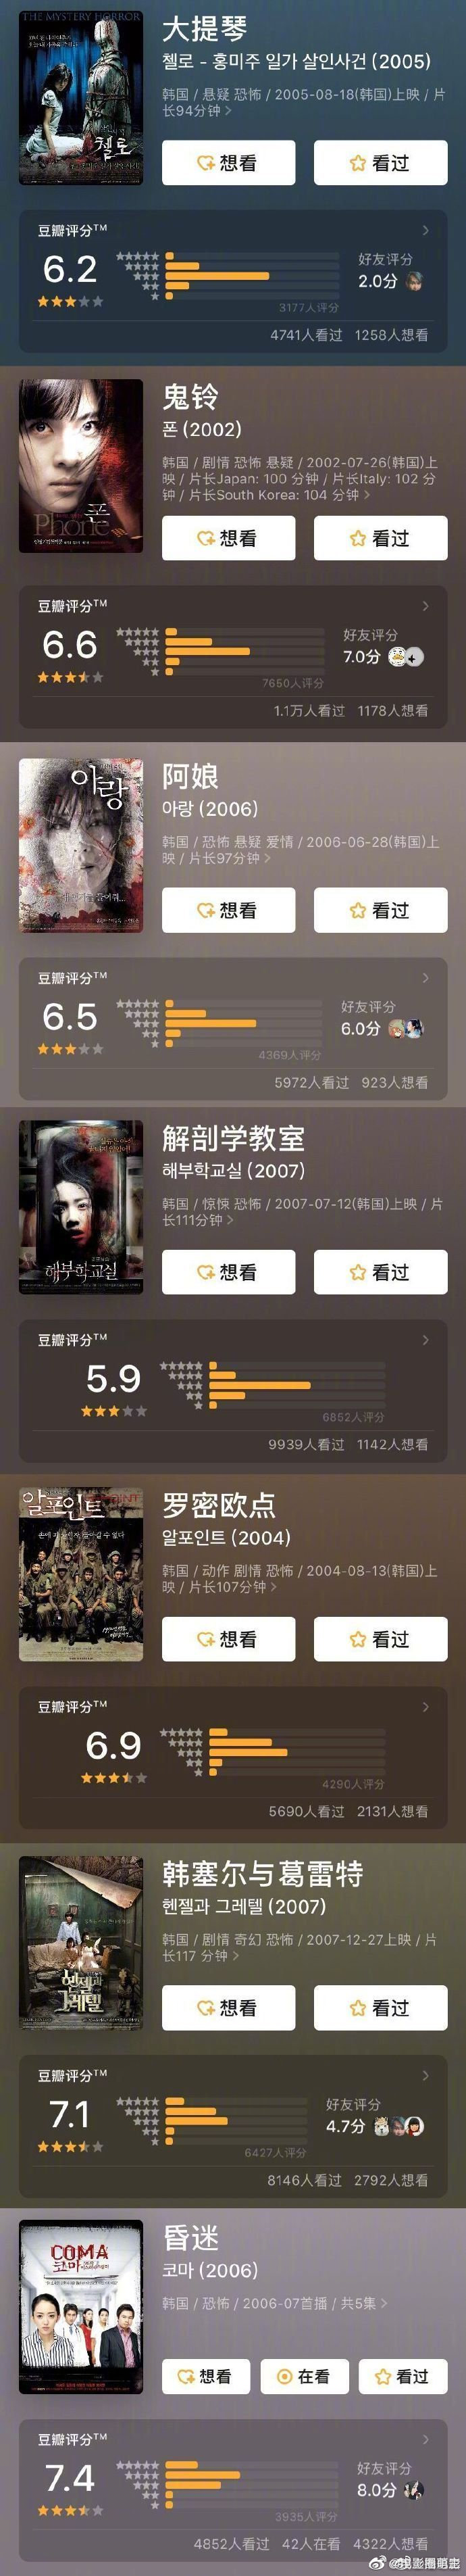 THE MYSTERY HORROR
첼로
大提琴
첼로 - 홍미주 일가 살인사건 (2005)
韩国 / 悬疑 恐怖 / 2005-08-18(韩国)上映 / 片
长94分钟 >
想看
看过
豆瓣评分TM
6.2
3177人评分
好友评分
2.0分
4741人看过 1258人想看
폰
Phone
鬼铃
폰 (2002)
韩国 / 剧情 恐怖 悬疑 / 2002-07-26(韩国)上
映 / 片长Japan: 100 分钟 / 片长Italy: 102 分
钟 / 片长South Korea: 104 分钟 >
想看
看过
豆瓣评分TM
6.6
7650人评分
好友评分
7.0分
1.1万人看过 1178人想看
아랑
阿娘
아랑 (2006)
韩国 / 恐怖 悬疑 爱情 / 2006-06-28(韩国)上
映 / 片长97分钟 >
想看
看过
豆瓣评分TM
6.5
4369人评分
好友评分
6.0分
5972人看过 923人想看
해부학교실
解剖学教室
해부학교실 (2007)
韩国 / 惊悚 恐怖 / 2007-07-12(韩国)上映 / 片
长111分钟 >
想看
看过
豆瓣评分TM
5.9
6852人评分
9939人看过 1142人想看
알포인트
罗密欧点
알포인트 (2004)
韩国 / 动作 剧情 恐怖 / 2004-08-13(韩国)上
映 / 片长107分钟 >
想看
看过
豆瓣评分TM
6.9
4290人评分
5690人看过 2131人想看
헨젤과
그레텔
韩塞尔与葛雷特
헨젤과 그레텔 (2007)
韩国 / 剧情 奇幻 恐怖 / 2007-12-27上映 / 片
长117 分钟 >
想看
看过
豆瓣评分TM
7.1
6427人评分
好友评分
4.7分
8146人看过 2792人想看
COMA
코마
昏迷
코마 (2006)
韩国 / 恐怖 / 2006-07首播 / 共5集 >
想看
在看
看过
豆瓣评分TM
7.4
3935人评分
好友评分
8.0分
4852人看过 42人在看 4322人想看